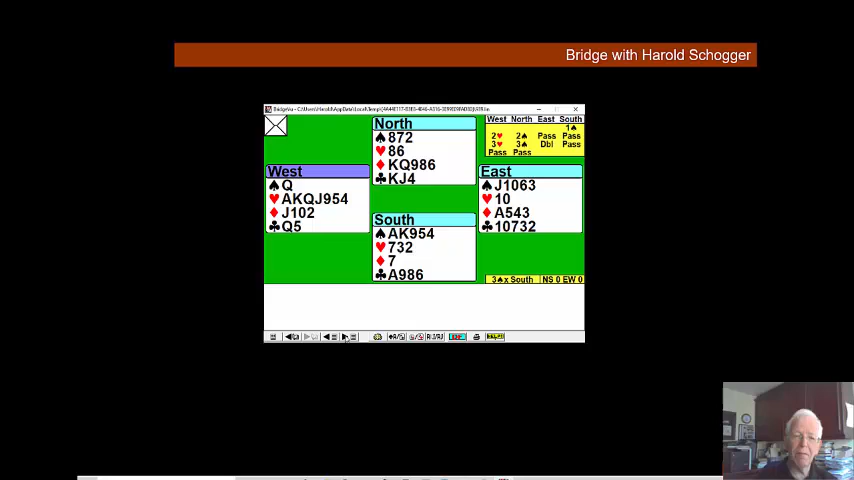 Bridge with Harold Schogger
North
♠872
♥86
♦KQ986
♣KJ4
West North East South
1♠
2♥ 2♠ Pass Pass
3♥ 3♠ Dbl Pass
Pass Pass
West
♠Q
♥AKQJ954
♦J102
♣Q5
East
♠J1063
♥10
♦A543
♣10732
South
♠AK954
♥732
♦7
♣A986
3♠x South NS 0 EW 0